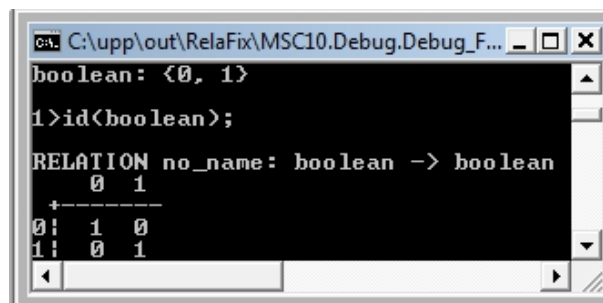 C:\upp\out\RelaFix\MSC10.Debug.Debug_F...
boolean: {0, 1}
1>id(boolean);
RELATION no_name: boolean -> boolean
0 1
+-------
0¦ 1 0
1¦ 0 1